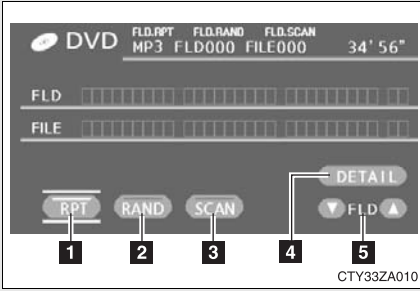 DVD
FLD.RPT FLD.RAND FLD.SCAN
MP3 FLD000 FILE000 34'56"
FLD
FILE
DETAIL
RPT RAND SCAN
FLD
1 2 3 4 5
CTY33ZA010